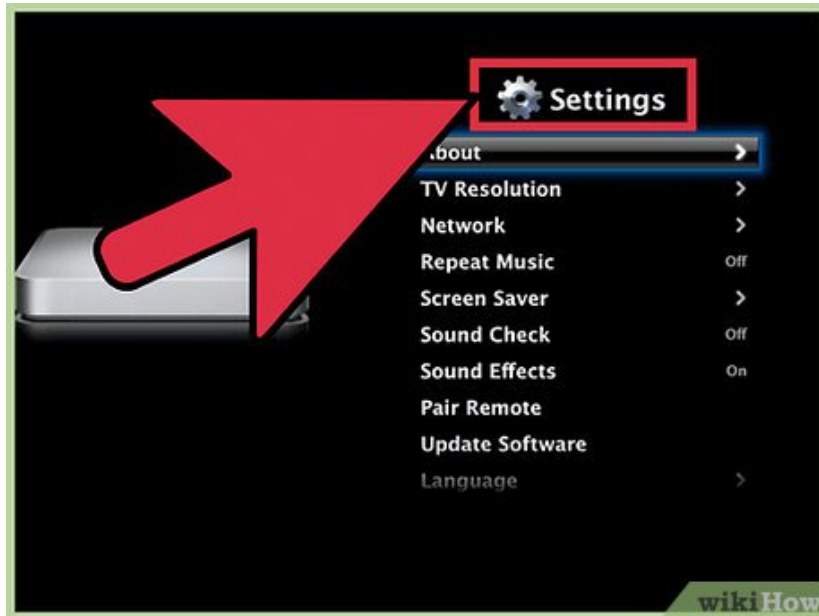 Settings
About >
TV Resolution >
Network >
Repeat Music Off
Screen Saver >
Sound Check Off
Sound Effects On
Pair Remote
Update Software
Language >
wikiHow